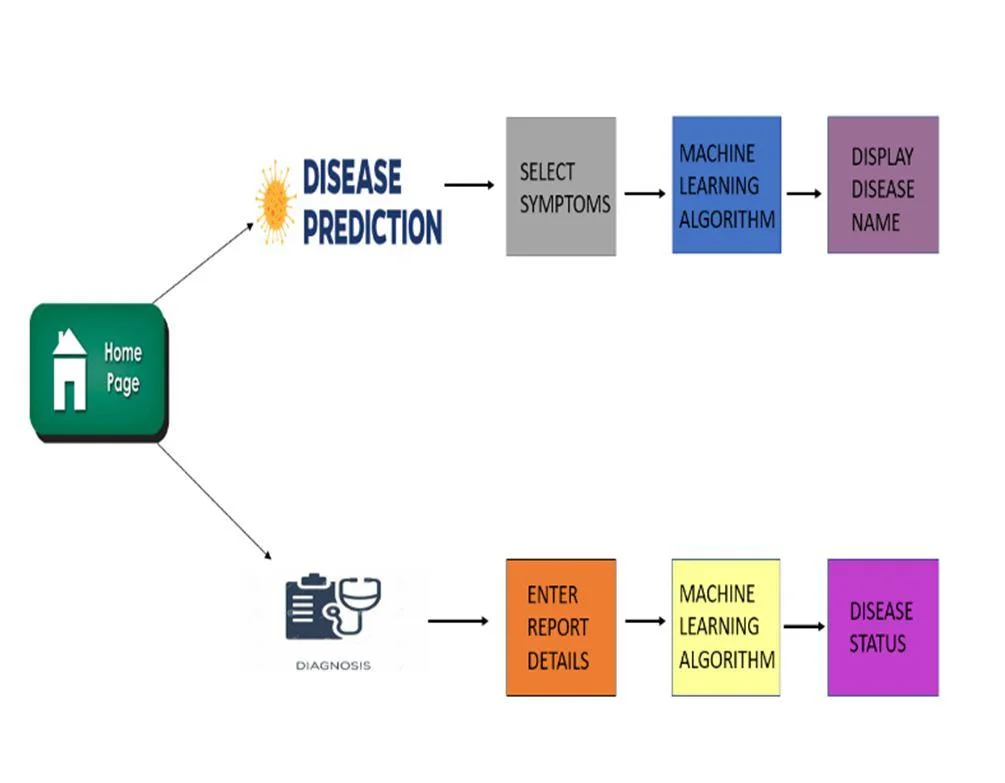 DISEASE
PREDICTION
SELECT
SYMPTOMS
MACHINE
LEARNING
ALGORITHM
DISPLAY
DISEASE
NAME
Home
Page
DIAGNOSIS
ENTER
REPORT
DETAILS
MACHINE
LEARNING
ALGORITHM
DISEASE
STATUS